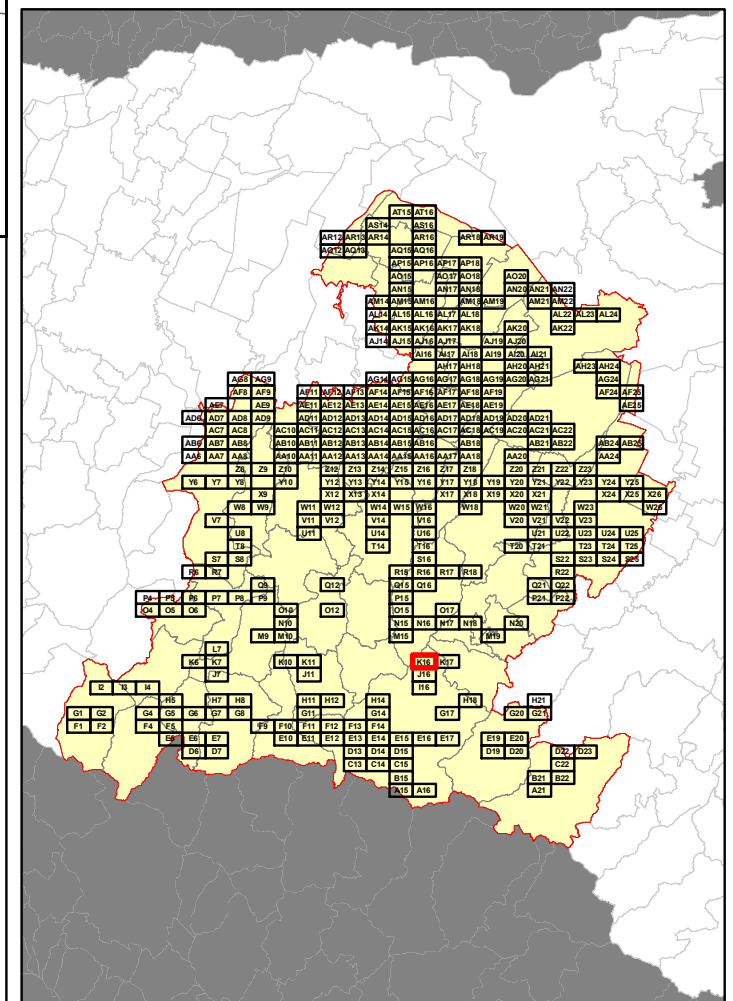 AT15 AT16
AS14 AS16
AR12 AR13 AR14 AR16 AR18 AR19
AQ12 AQ13 AQ15 AQ16
AP15 AP16 AP17 AP18
AO15 AO17 AO18 AO20
AN15 AN17 AN18 AN20 AN21 AN22
AM14 AM15 AM16 AM18 AM19 AM21 AM22
AL14 AL15 AL16 AL17 AL18 AL22 AL23 AL24
AK14 AK15 AK16 AK17 AK18 AK20 AK22
AJ14 AJ15 AJ16 AJ17 AJ19 AJ20
AI16 AI17 AI18 AI19 AI20 AI21
AH17 AH18 AH20 AH21 AH23 AH24
AG8 AG9 AG14 AG15 AG16 AG17 AG18 AG19 AG20 AG21 AG24
AF8 AF9 AF11 AF12 AF13 AF14 AF15 AF16 AF17 AF18 AF19 AF24 AF25
AE7 AE9 AE11 AE12 AE13 AE14 AE15 AE16 AE17 AE18 AE19 AE25
AD6 AD7 AD8 AD9 AD11 AD12 AD13 AD14 AD15 AD16 AD17 AD18 AD19 AD20 AD21
AC7 AC8 AC10 AC11 AC12 AC13 AC14 AC15 AC16 AC17 AC18 AC19 AC20 AC21 AC22
AB6 AB7 AB8 AB10 AB11 AB12 AB13 AB14 AB15 AB16 AB18 AB21 AB22 AB24 AB25
AA6 AA7 AA8 AA10 AA11 AA12 AA13 AA14 AA15 AA16 AA17 AA18 AA20 AA24
Z8 Z9 Z10 Z12 Z13 Z14 Z15 Z16 Z17 Z18 Z20 Z21 Z22 Z23
Y6 Y7 Y8 Y10 Y12 Y13 Y14 Y15 Y16 Y17 Y18 Y19 Y20 Y21 Y22 Y23 Y24 Y25
X9 X12 X13 X14 X17 X18 X19 X20 X21 X24 X25 X26
W8 W9 W11 W12 W14 W15 W16 W18 W20 W21 W23 W26
V7 V11 V12 V14 V16 V20 V21 V22 V23
U8 U11 U14 U16 U21 U22 U23 U24 U25
T8 T14 T16 T20 T21 T23 T24 T25
S7 S8 S16 S22 S23 S24 S25
R6 R7 R15 R16 R17 R18 R22
Q9 Q12 Q15 Q16 Q21 Q22
P4 P5 P6 P7 P8 P9 P15 P21 P22
O4 O5 O6 O10 O12 O15 O17
N10 N15 N16 N17 N18 N20
M9 M10 M15 M19
L7
K6 K7 K10 K11 K16 K17
J7 J11 J16
I2 I3 I4 I16
H5 H7 H8 H11 H12 H14 H18 H21
G1 G2 G4 G5 G6 G7 G8 G11 G14 G17 G20 G21
F1 F2 F4 F5 F9 F10 F11 F12 F13 F14
E5 E6 E7 E10 E11 E12 E13 E14 E15 E16 E17 E19 E20
D6 D7 D13 D14 D15 D19 D20 D22 D23
C13 C14 C15 C22
B15 B21 B22
A15 A16 A21